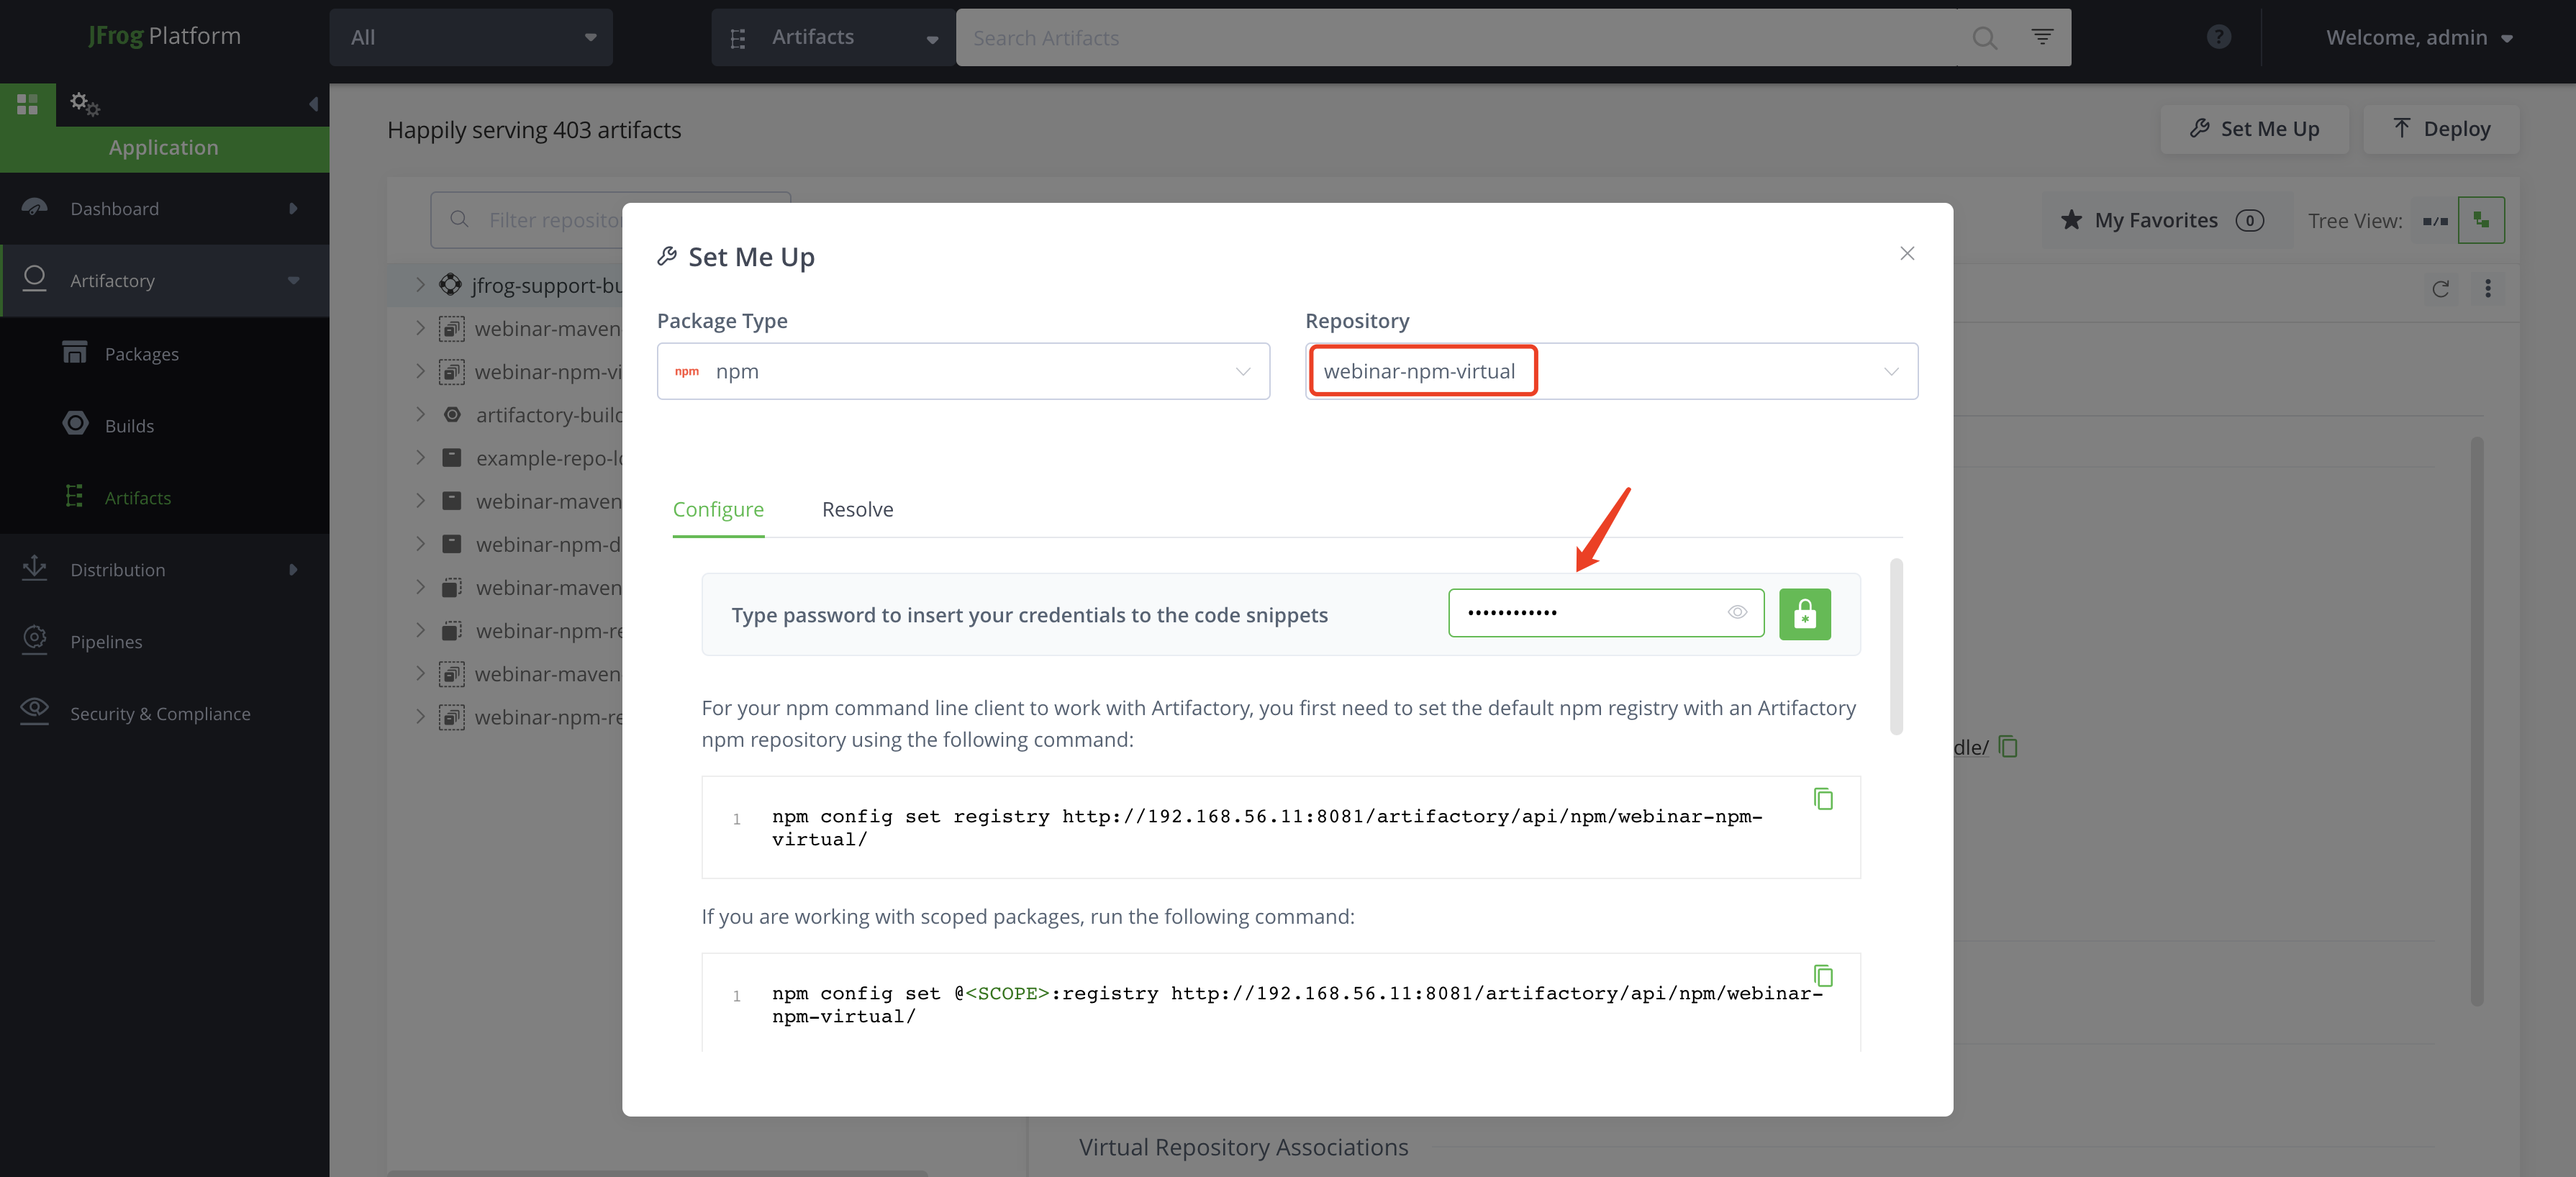 JFrog Platform
All
Artifacts
Search Artifacts
?
Welcome, admin
Application
Happily serving 403 artifacts
Set Me Up
Deploy
Dashboard
Artifactory
Packages
Builds
Artifacts
Distribution
Pipelines
Security & Compliance
Filter reposito
My Favorites 0
Tree View:
jfrog-support-bu
webinar-maven
webinar-npm-vi
artifactory-build
example-repo-lo
webinar-maven
webinar-npm-d
webinar-maven
webinar-npm-re
webinar-maven
webinar-npm-re
Set Me Up
Package Type
Repository
npm npm
webinar-npm-virtual
Configure
Resolve
Type password to insert your credentials to the code snippets
••••••••••••
For your npm command line client to work with Artifactory, you first need to set the default npm registry with an Artifactory
npm repository using the following command:
1 npm config set registry http://192.168.56.11:8081/artifactory/api/npm/webinar-npm-
virtual/
If you are working with scoped packages, run the following command:
1 npm config set @<SCOPE>:registry http://192.168.56.11:8081/artifactory/api/npm/webinar-
npm-virtual/
dle/
Virtual Repository Associations